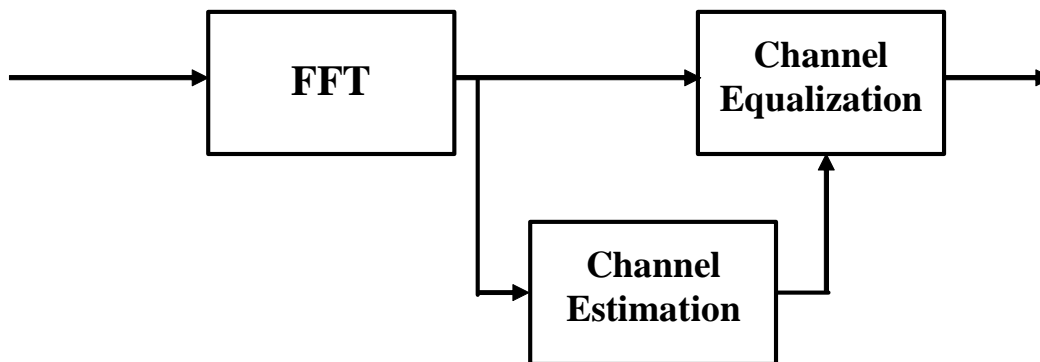 FFT
Channel
Equalization
Channel
Estimation